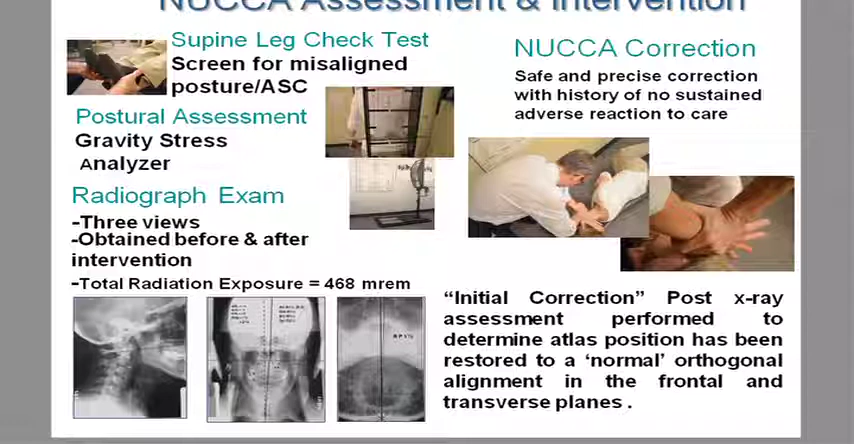 NUCCA Assessment & Intervention
Supine Leg Check Test
Screen for misaligned
posture/ASC
Postural Assessment
Gravity Stress
Analyzer
Radiograph Exam
-Three views
-Obtained before & after
intervention
-Total Radiation Exposure = 468 mrem
NUCCA Correction
Safe and precise correction
with history of no sustained
adverse reaction to care
“Initial Correction” Post x-ray
assessment performed to
determine atlas position has been
restored to a ‘normal’ orthogonal
alignment in the frontal and
transverse planes .